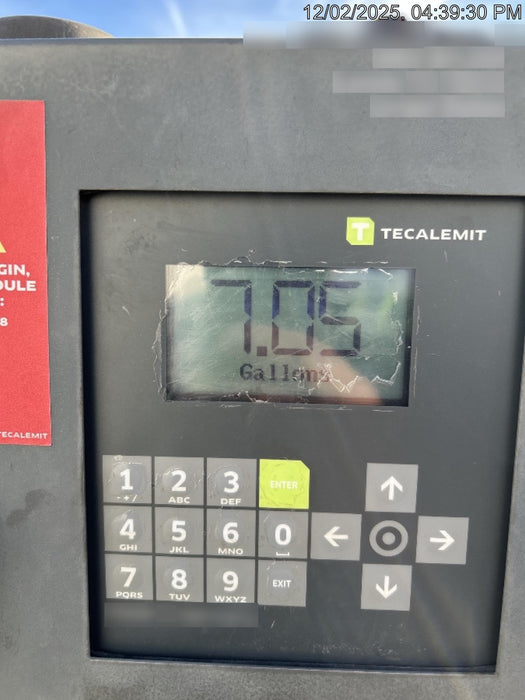 12/02/2025, 04:39:30 PM
T TECALEMIT
GIN,
DULE
:
8
TECALEMIT
7.05
Gallons
1 2 3 ENTER
-+/ ABC DEF
4 5 6 0
GHI JKL MNO
7 8 9 EXIT
PQRS TUV WXYZ